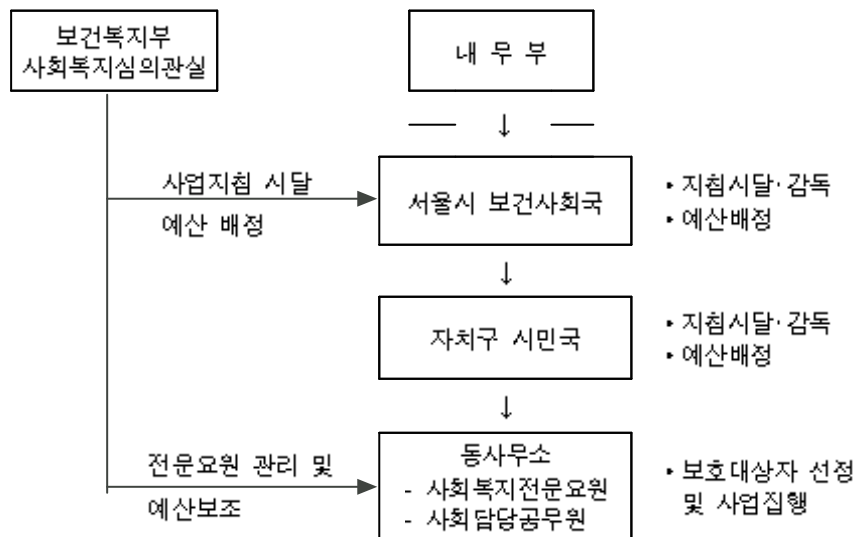 보건복지부
사회복지심의관실
내 무 부
↓
사업지침 시달
예산 배정
서울시 보건사회국
• 지침시달·감독
• 예산배정
↓
자치구 시민국
• 지침시달·감독
• 예산배정
↓
전문요원 관리 및
예산보조
동사무소
- 사회복지전문요원
- 사회담당공무원
• 보호대상자 선정
및 사업집행